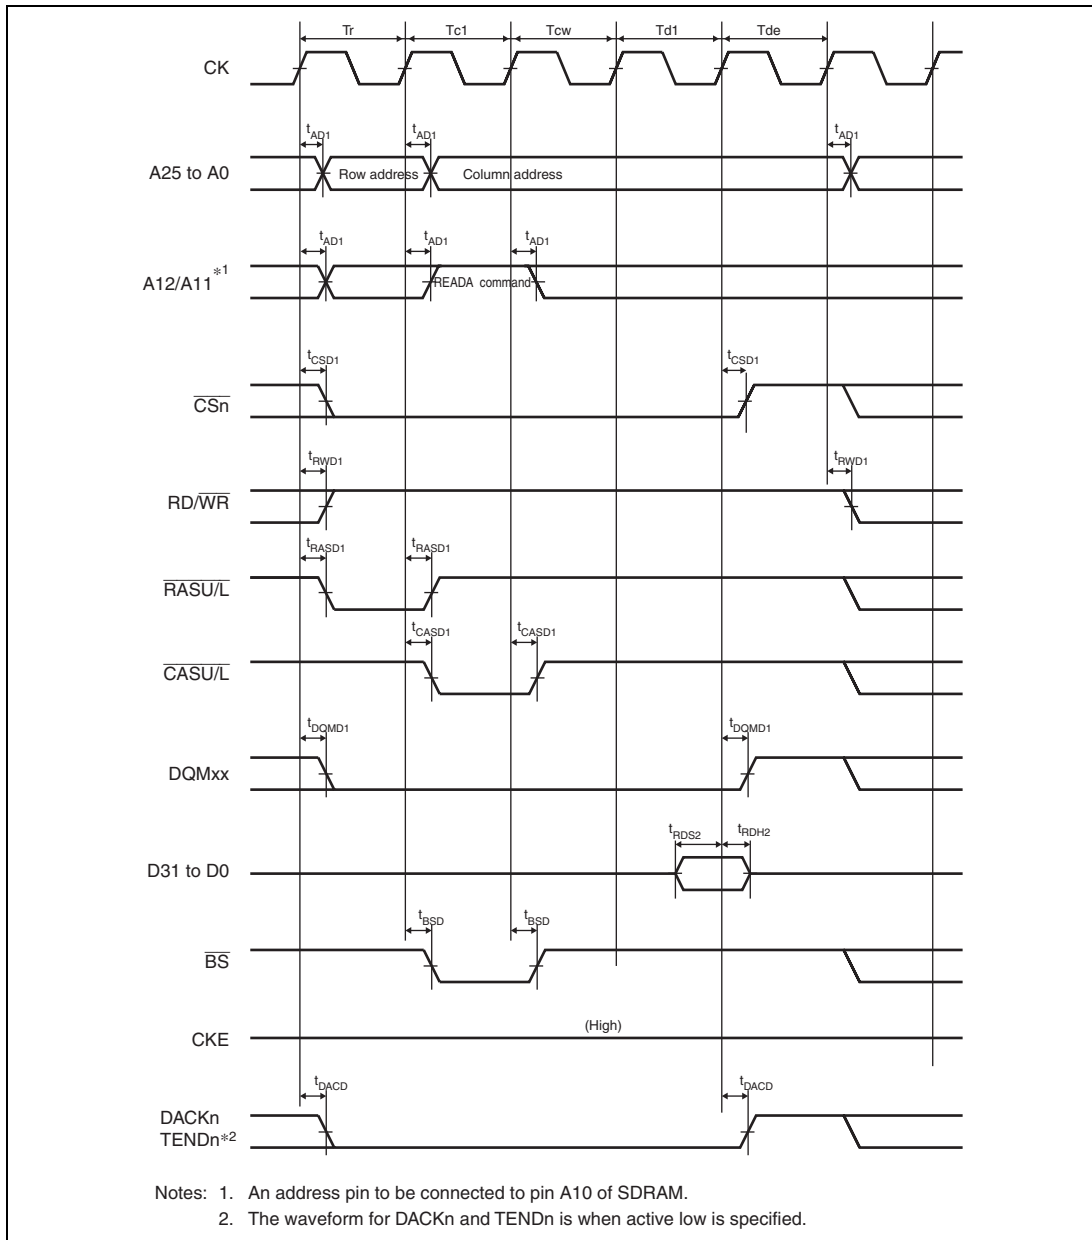 Tr Tc1 Tcw Td1 Tde
CK
tAD1 tAD1 tAD1
A25 to A0 Row address Column address
tAD1 tAD1 tAD1
A12/A11*1 READA command
tCSD1 tCSD1
CSn
tRWD1 tRWD1
RD/WR
tRASD1 tRASD1
RASU/L
tCASD1 tCASD1
CASU/L
tDQMD1 tDQMD1
DQMxx
tRDS2 tRDH2
D31 to D0
tBSD tBSD
BS
(High)
CKE
tDACD tDACD
DACKn
TENDn*2
Notes: 1. An address pin to be connected to pin A10 of SDRAM.
2. The waveform for DACKn and TENDn is when active low is specified.